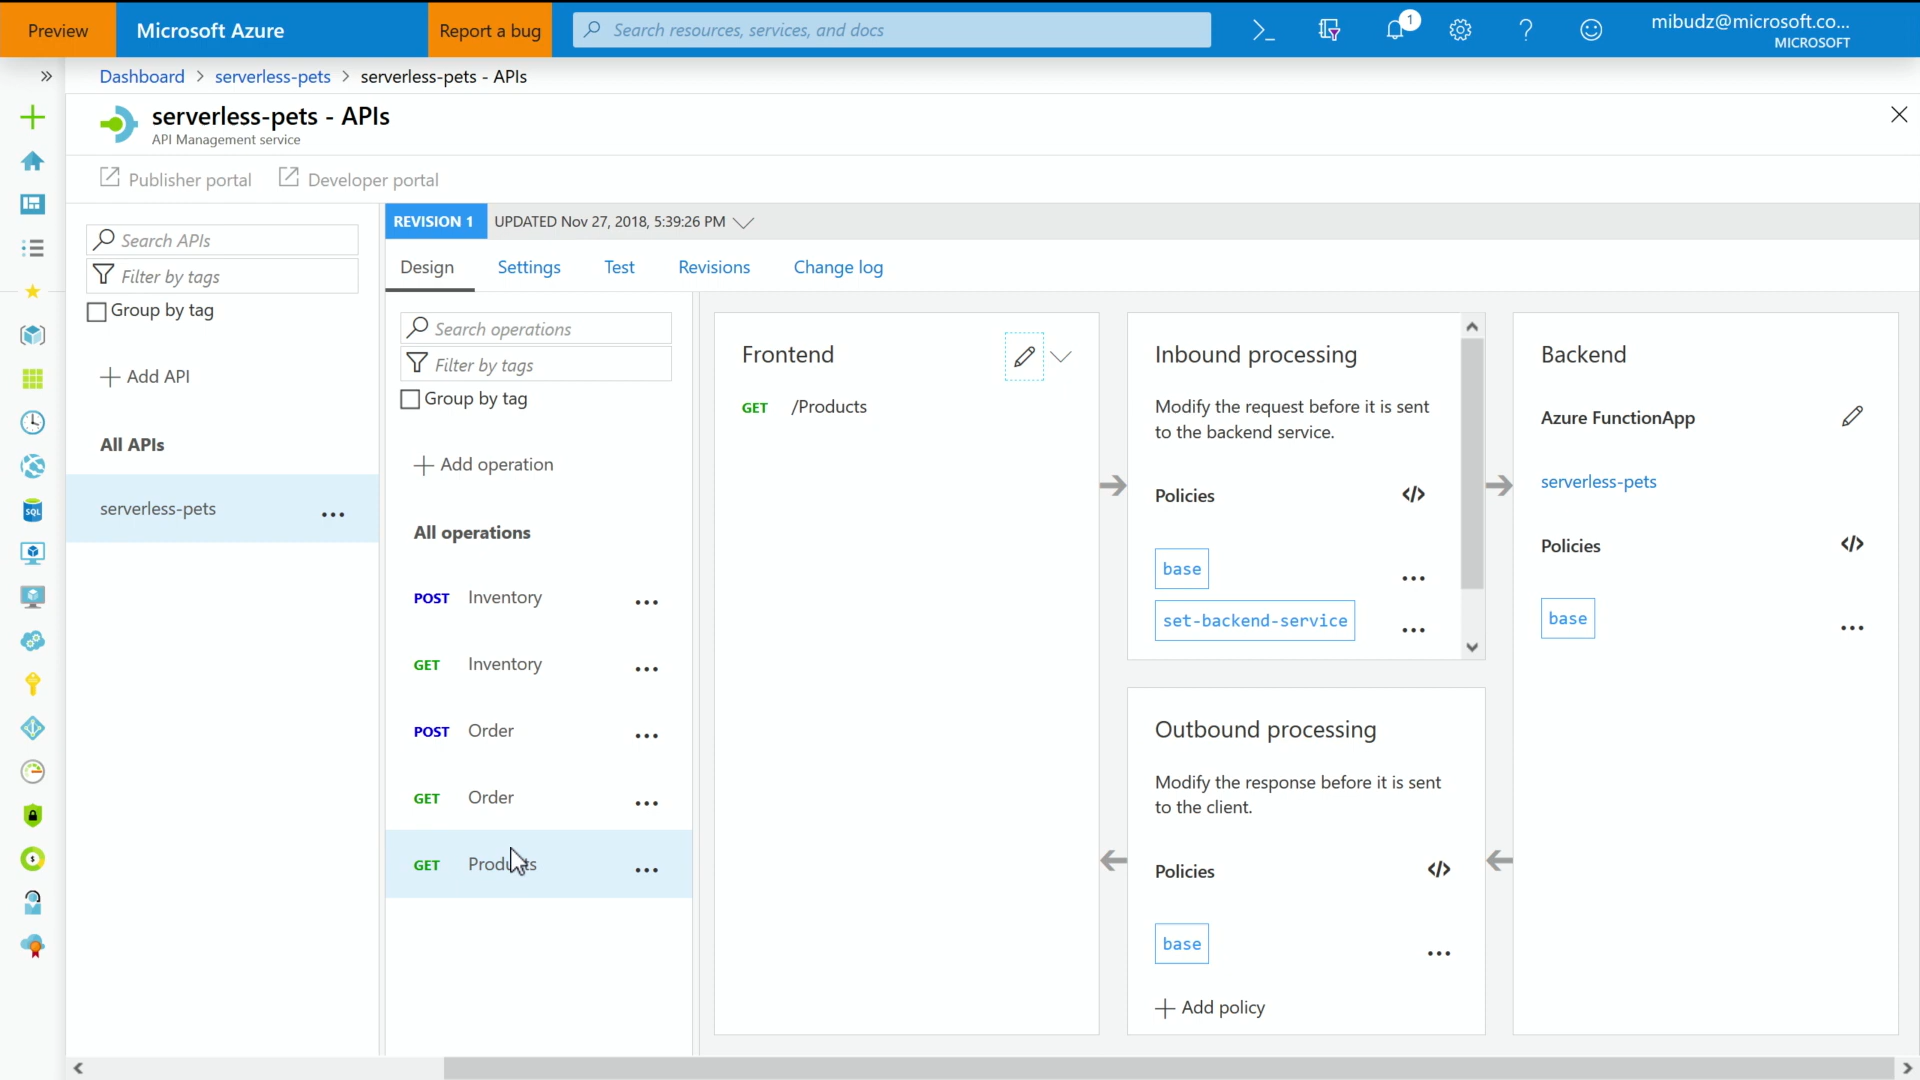 Preview
Microsoft Azure
Report a bug
Search resources, services, and docs
1
mibudz@microsoft.co...
MICROSOFT
Dashboard > serverless-pets > serverless-pets - APIs
serverless-pets - APIs
API Management service
Publisher portal
Developer portal
Search APIs
Filter by tags
Group by tag
Add API
All APIs
serverless-pets
REVISION 1
UPDATED Nov 27, 2018, 5:39:26 PM
Design
Settings
Test
Revisions
Change log
Search operations
Filter by tags
Group by tag
Add operation
All operations
POST Inventory
GET Inventory
POST Order
GET Order
GET Products
Frontend
GET /Products
Inbound processing
Modify the request before it is sent
to the backend service.
Policies
</>
base
set-backend-service
Outbound processing
Modify the response before it is sent
to the client.
Policies
</>
base
Add policy
Backend
Azure FunctionApp
serverless-pets
Policies
</>
base
SQL